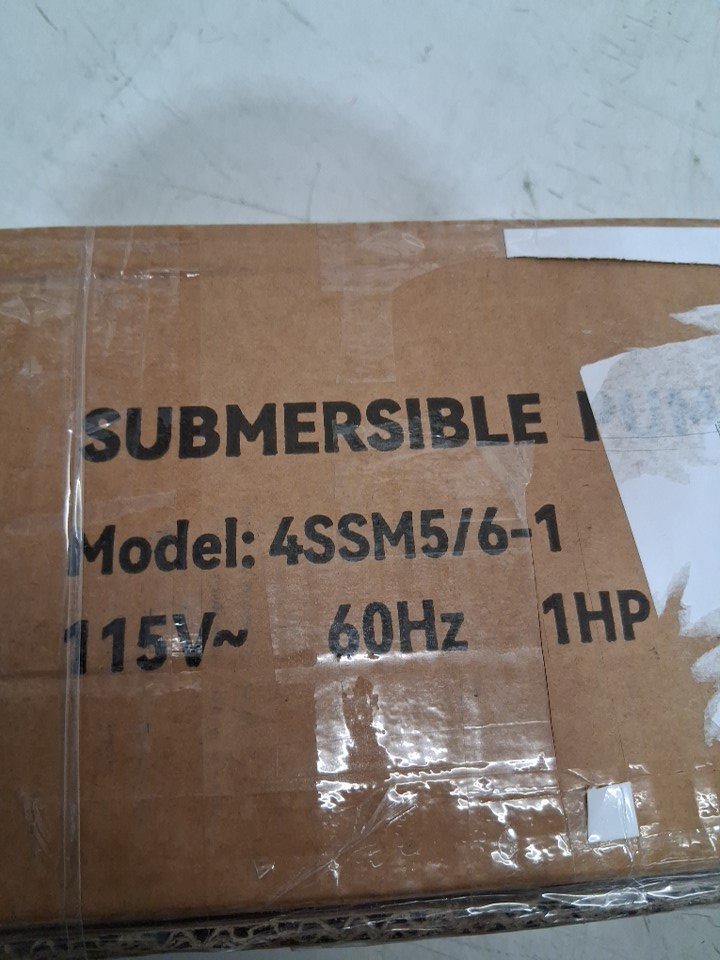 SUBMERSIBLE
Model: 4SSM5/6-1
115V~ 60Hz 1HP